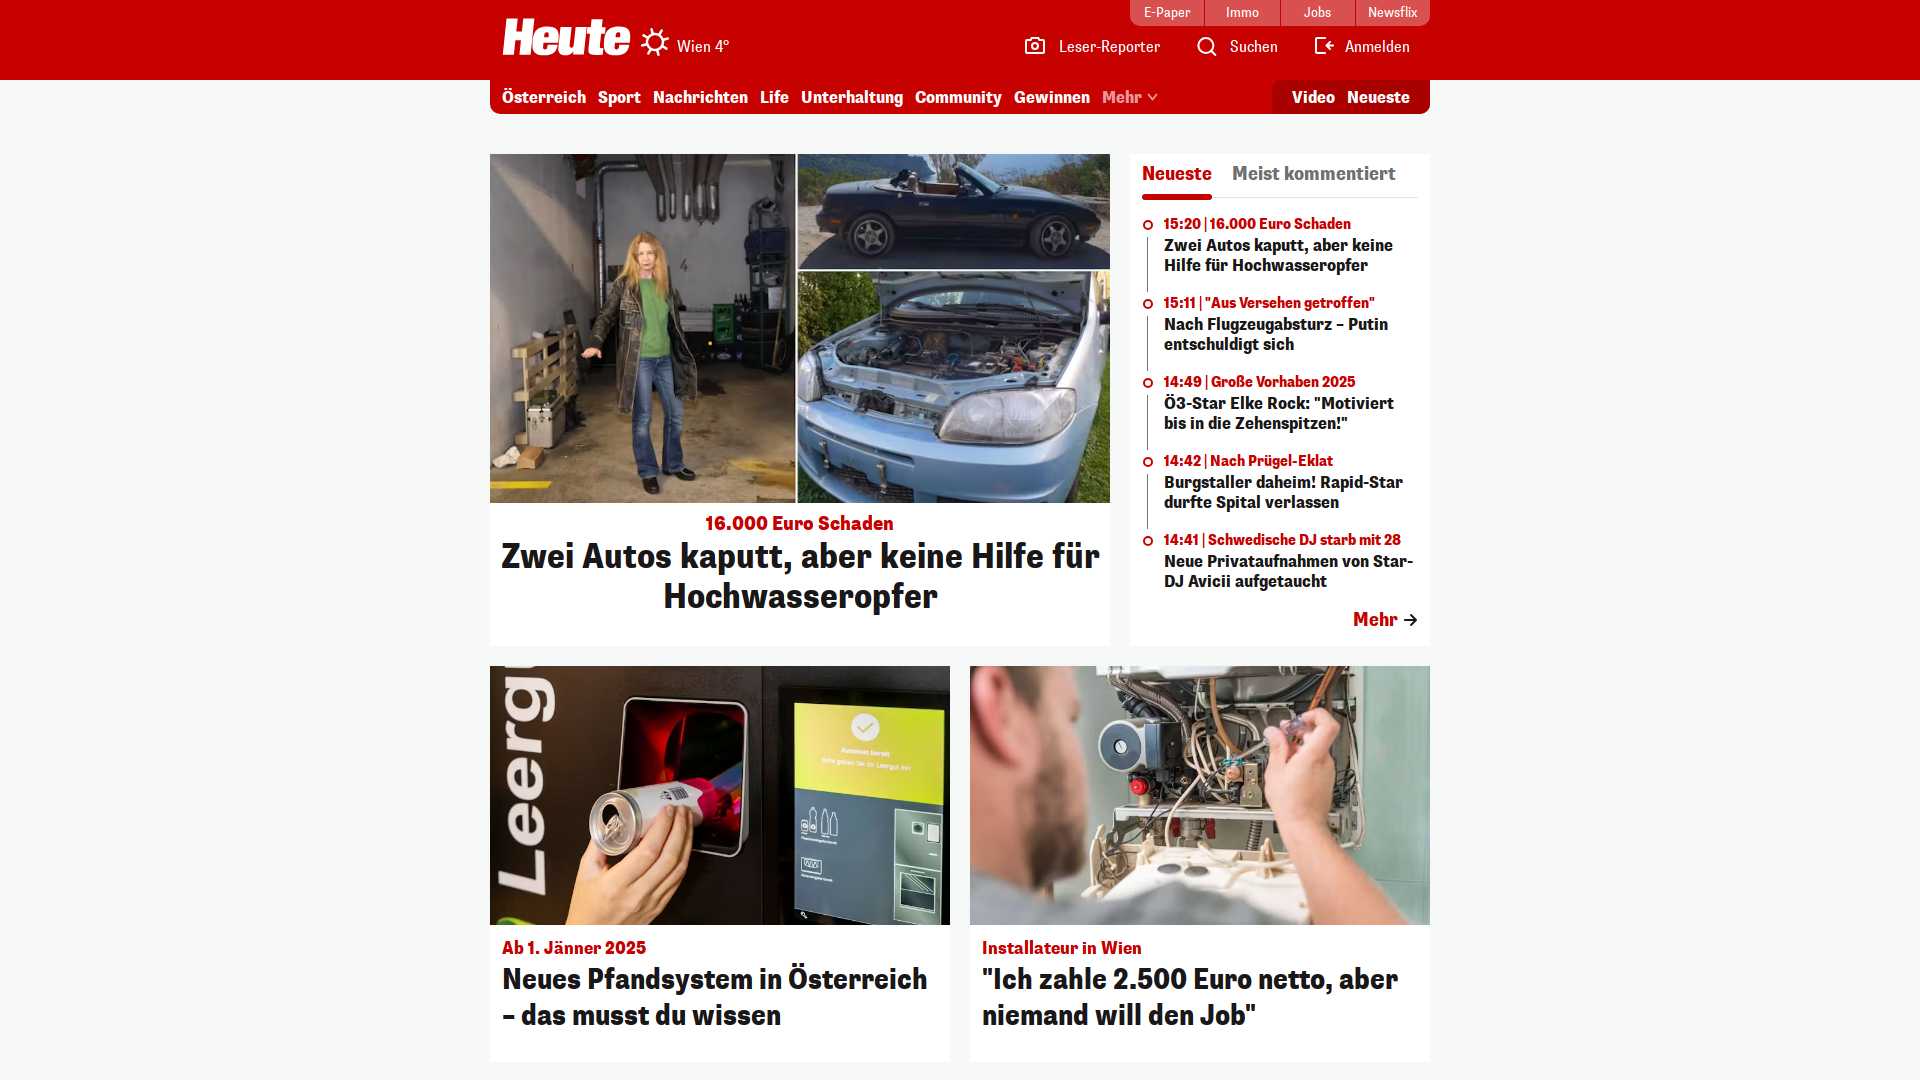 E-Paper
Immo
Jobs
Newsflix
Heute
Wien 4°
Leser-Reporter
Suchen
Anmelden
Österreich
Sport
Nachrichten
Life
Unterhaltung
Community
Gewinnen
Mehr
Video
Neueste
16.000 Euro Schaden
Zwei Autos kaputt, aber keine Hilfe für
Hochwasseropfer
Neueste
Meist kommentiert
15:20 | 16.000 Euro Schaden
Zwei Autos kaputt, aber keine
Hilfe für Hochwasseropfer
15:11 | "Aus Versehen getroffen"
Nach Flugzeugabsturz – Putin
entschuldigt sich
14:49 | Große Vorhaben 2025
Ö3-Star Elke Rock: "Motiviert
bis in die Zehenspitzen!"
14:42 | Nach Prügel-Eklat
Burgstaller daheim! Rapid-Star
durfte Spital verlassen
14:41 | Schwedische DJ starb mit 28
Neue Privataufnahmen von Star-
DJ Avicii aufgetaucht
Mehr
Leerg
Automat bereit
Ab 1. Jänner 2025
Neues Pfandsystem in Österreich
– das musst du wissen
Installateur in Wien
"Ich zahle 2.500 Euro netto, aber
niemand will den Job"